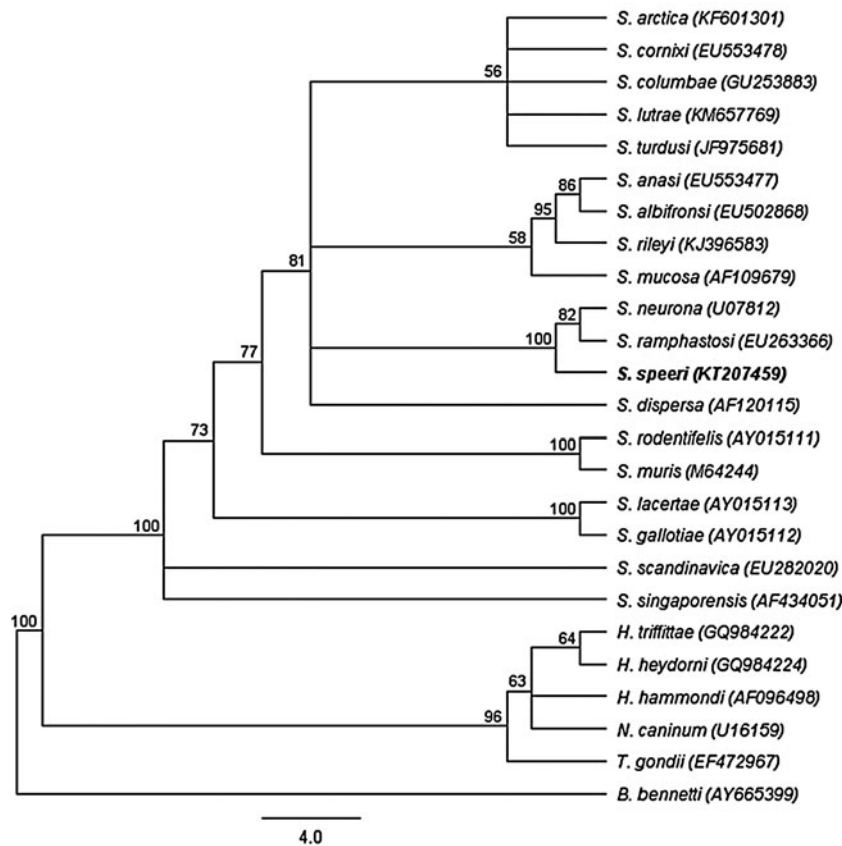 S. arctica (KF601301)
56
S. cornixi (EU553478)
S. columbae (GU253883)
S. lutrae (KM657769)
S. turdusi (JF975681)
S. anasi (EU553477)
86
S. albifronsi (EU502868)
95
S. rileyi (KJ396583)
58
81
S. mucosa (AF109679)
S. neurona (U07812)
82
S. ramphastosi (EU263366)
100
77
S. speeri (KT207459)
S. dispersa (AF120115)
73
S. rodentifelis (AY015111)
100
S. muris (M64244)
S. lacertae (AY015113)
100
100
S. gallotiae (AY015112)
S. scandinavica (EU282020)
S. singaporensis (AF434051)
100
H. triffittae (GQ984222)
64
H. heydorni (GQ984224)
63
H. hammondi (AF096498)
96
N. caninum (U16159)
T. gondii (EF472967)
B. bennetti (AY665399)
4.0